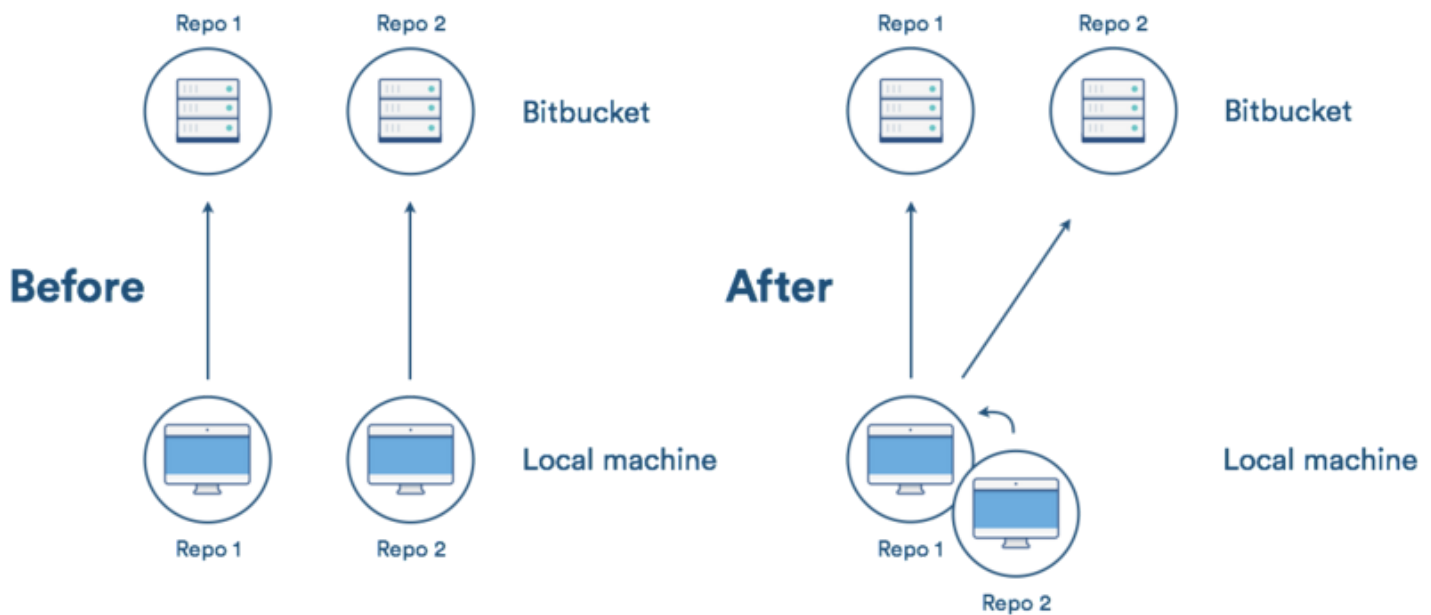 Repo 1
Repo 2
Bitbucket
Before
Local machine
Repo 1
Repo 2
Repo 1
Repo 2
Bitbucket
After
Local machine
Repo 1
Repo 2